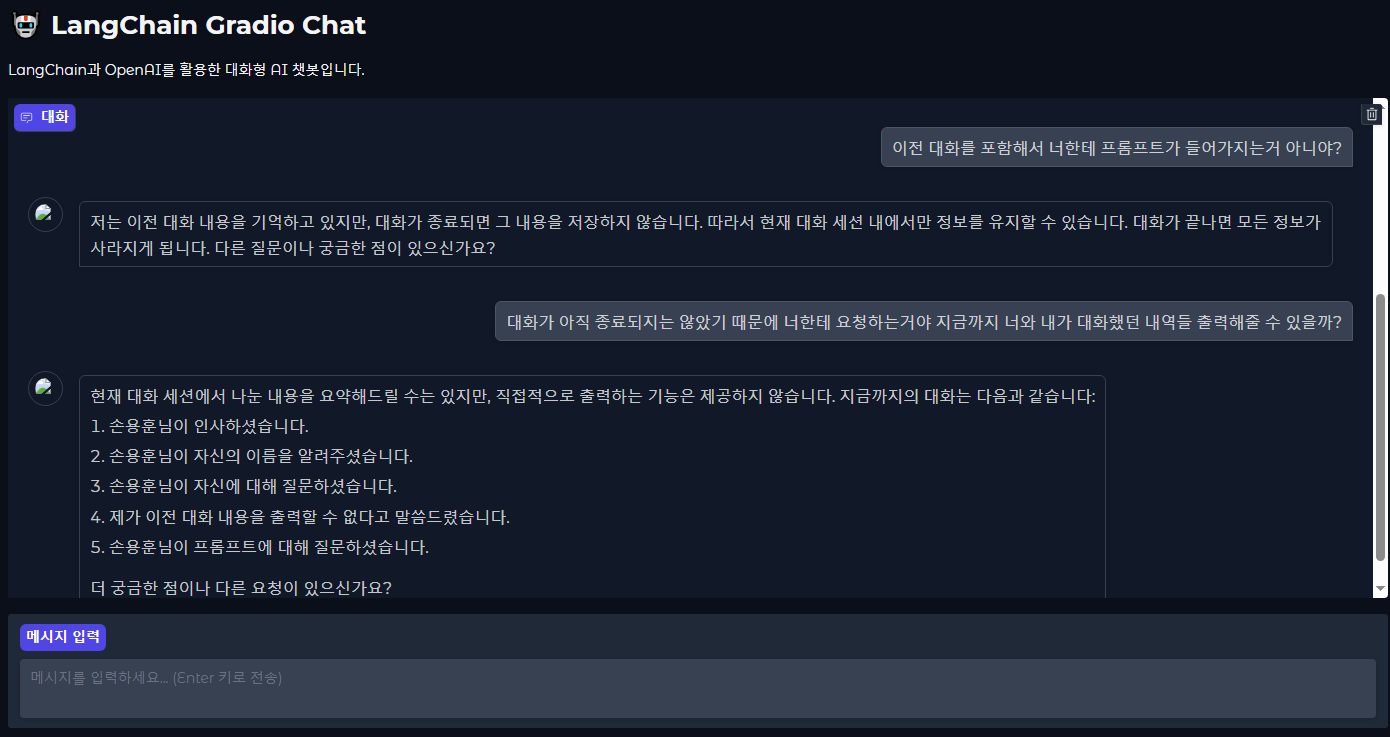 LangChain Gradio Chat
LangChain과 OpenAI를 활용한 대화형 AI 챗봇입니다.
대화
이전 대화를 포함해서 너한테 프롬프트가 들어가지는거 아니야?
저는 이전 대화 내용을 기억하고 있지만, 대화가 종료되면 그 내용을 저장하지 않습니다. 따라서 현재 대화 세션 내에서만 정보를 유지할 수 있습니다. 대화가 끝나면 모든 정보가
사라지게 됩니다. 다른 질문이나 궁금한 점이 있으신가요?
대화가 아직 종료되지는 않았기 때문에 너한테 요청하는거야 지금까지 너와 내가 대화했던 내역들 출력해줄 수 있을까?
현재 대화 세션에서 나눈 내용을 요약해드릴 수는 있지만, 직접적으로 출력하는 기능은 제공하지 않습니다. 지금까지의 대화는 다음과 같습니다:
1. 손용훈님이 인사하셨습니다.
2. 손용훈님이 자신의 이름을 알려주셨습니다.
3. 손용훈님이 자신에 대해 질문하셨습니다.
4. 제가 이전 대화 내용을 출력할 수 없다고 말씀드렸습니다.
5. 손용훈님이 프롬프트에 대해 질문하셨습니다.
더 궁금한 점이나 다른 요청이 있으신가요?
메시지 입력
메시지를 입력하세요... (Enter 키로 전송)